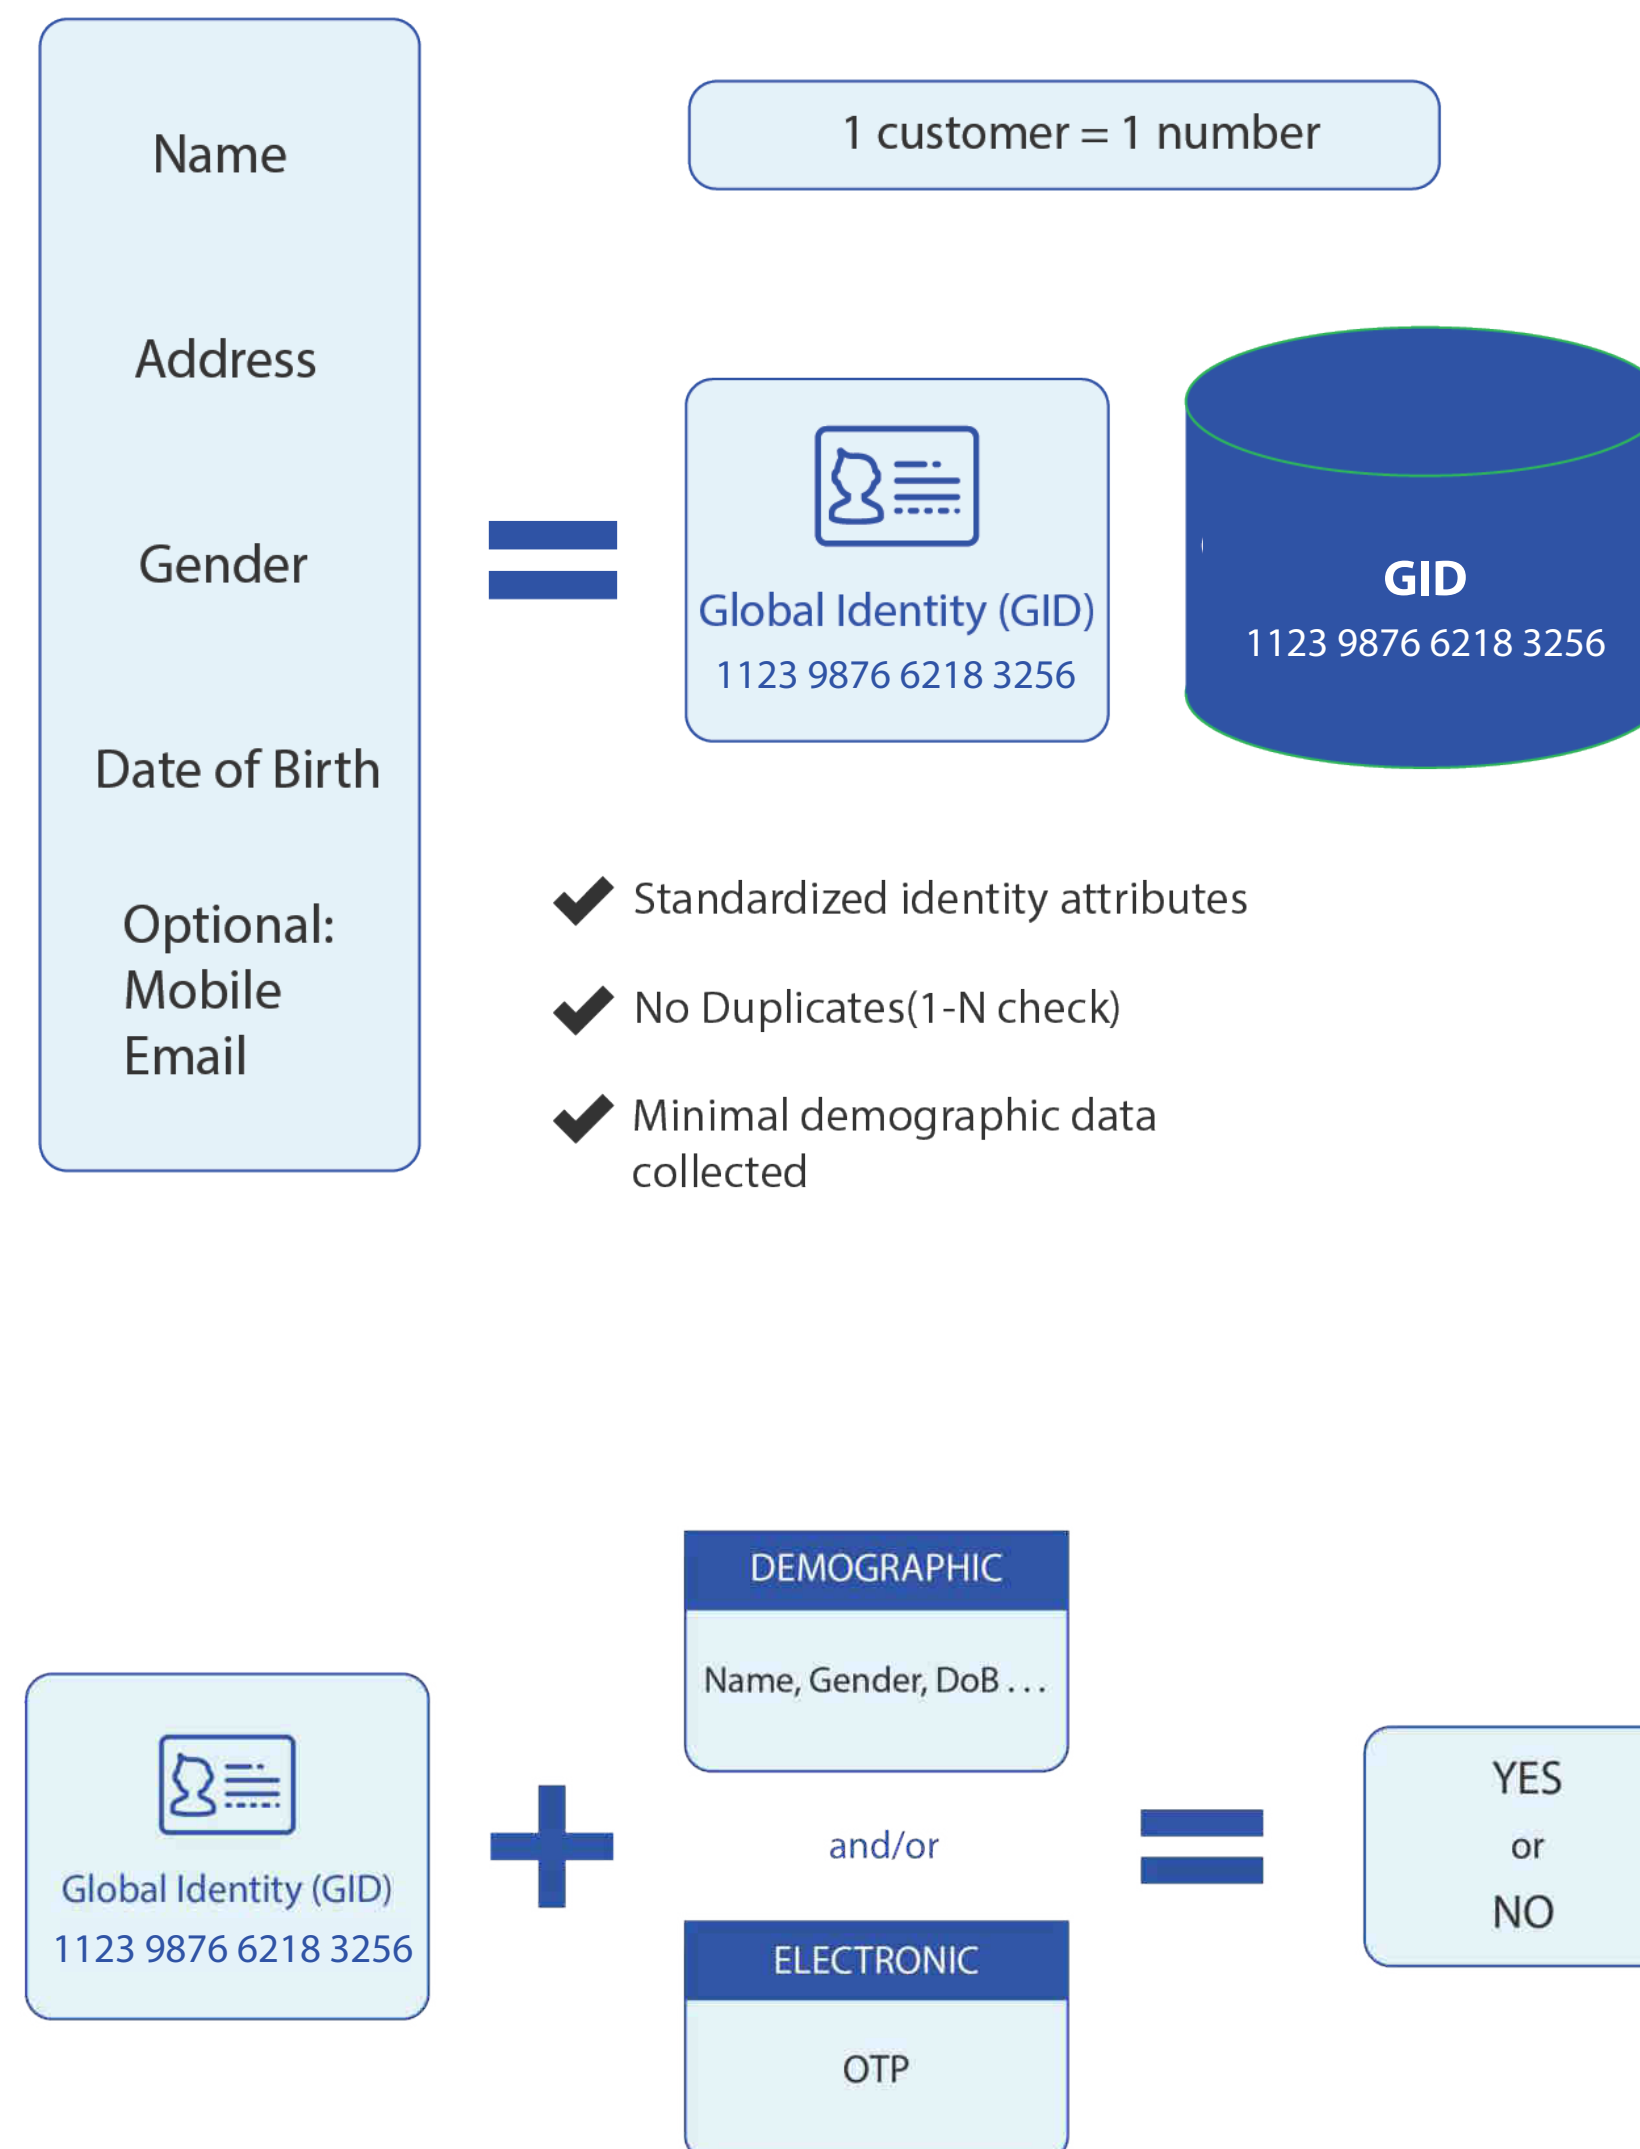 Name
Address
Gender
Date of Birth
Optional:
Mobile
Email
1 customer = 1 number
Global Identity (GID)
1123 9876 6218 3256
GID
1123 9876 6218 3256
Standardized identity attributes
No Duplicates(1-N check)
Minimal demographic data
collected
Global Identity (GID)
1123 9876 6218 3256
DEMOGRAPHIC
Name, Gender, DoB . . .
and/or
ELECTRONIC
OTP
YES
or
NO